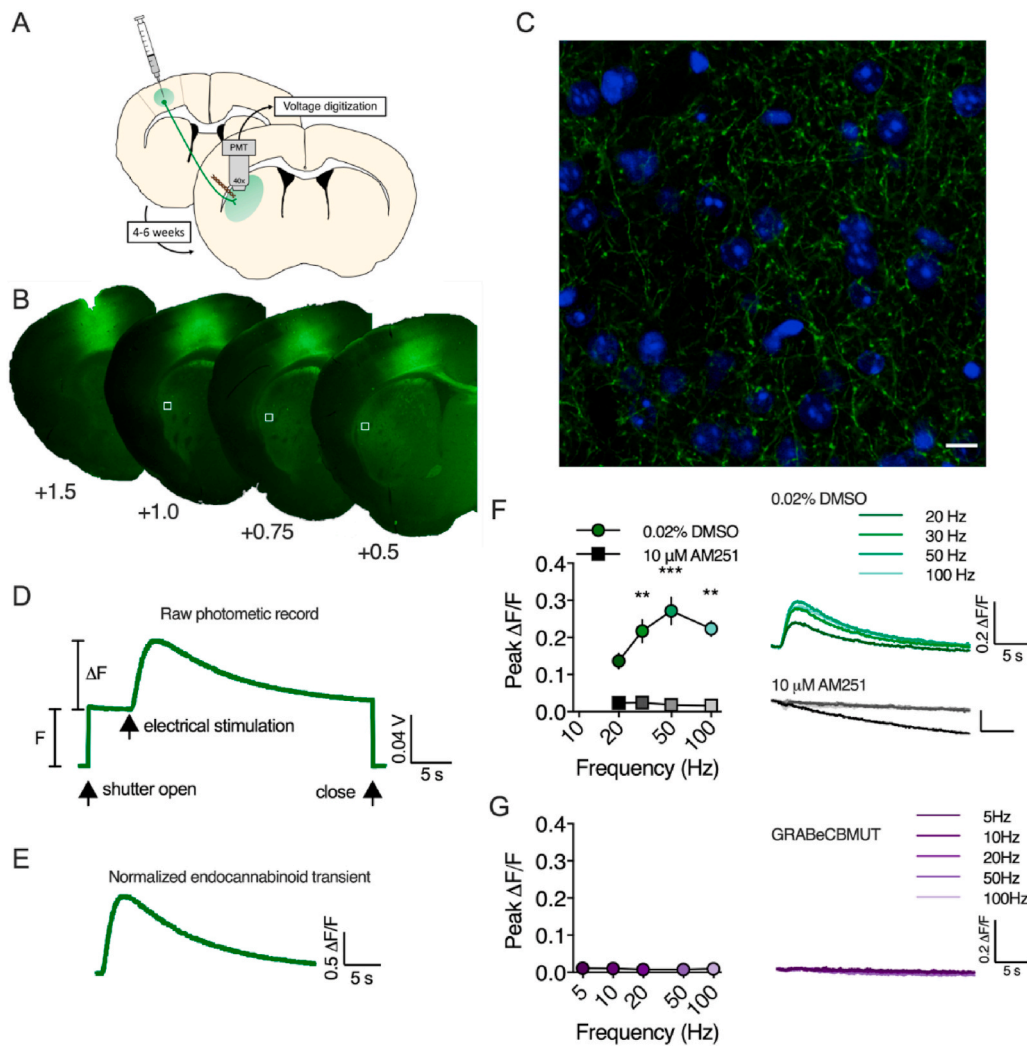 A
Voltage digitization
PMT
40x
4-6 weeks
B
+1.5
+1.0
+0.75
+0.5
C
D
Raw photometic record
ΔF
F
electrical stimulation
shutter open
close
0.04 V
5 s
E
Normalized endocannabinoid transient
0.5 ΔF/F
5 s
F
0.02% DMSO
10 µM AM251
Peak ΔF/F
0.4
0.3
0.2
0.1
0.0
**
***
**
10
20
50
100
Frequency (Hz)
0.02% DMSO
20 Hz
30 Hz
50 Hz
100 Hz
0.2 ΔF/F
5 s
10 µM AM251
G
Peak ΔF/F
0.4
0.3
0.2
0.1
0.0
5
10
20
50
100
Frequency (Hz)
GRABeCBMUT
5Hz
10Hz
20Hz
50Hz
100Hz
0.2 ΔF/F
5 s